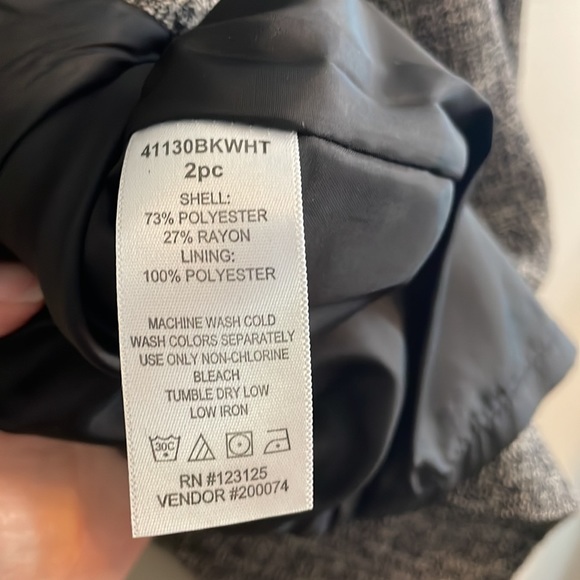 41130BKWHT
2pc
SHELL:
73% POLYESTER
27% RAYON
LINING:
100% POLYESTER
MACHINE WASH COLD
WASH COLORS SEPARATELY
USE ONLY NON-CHLORINE
BLEACH
TUMBLE DRY LOW
LOW IRON
30C
RN #123125
VENDOR #200074